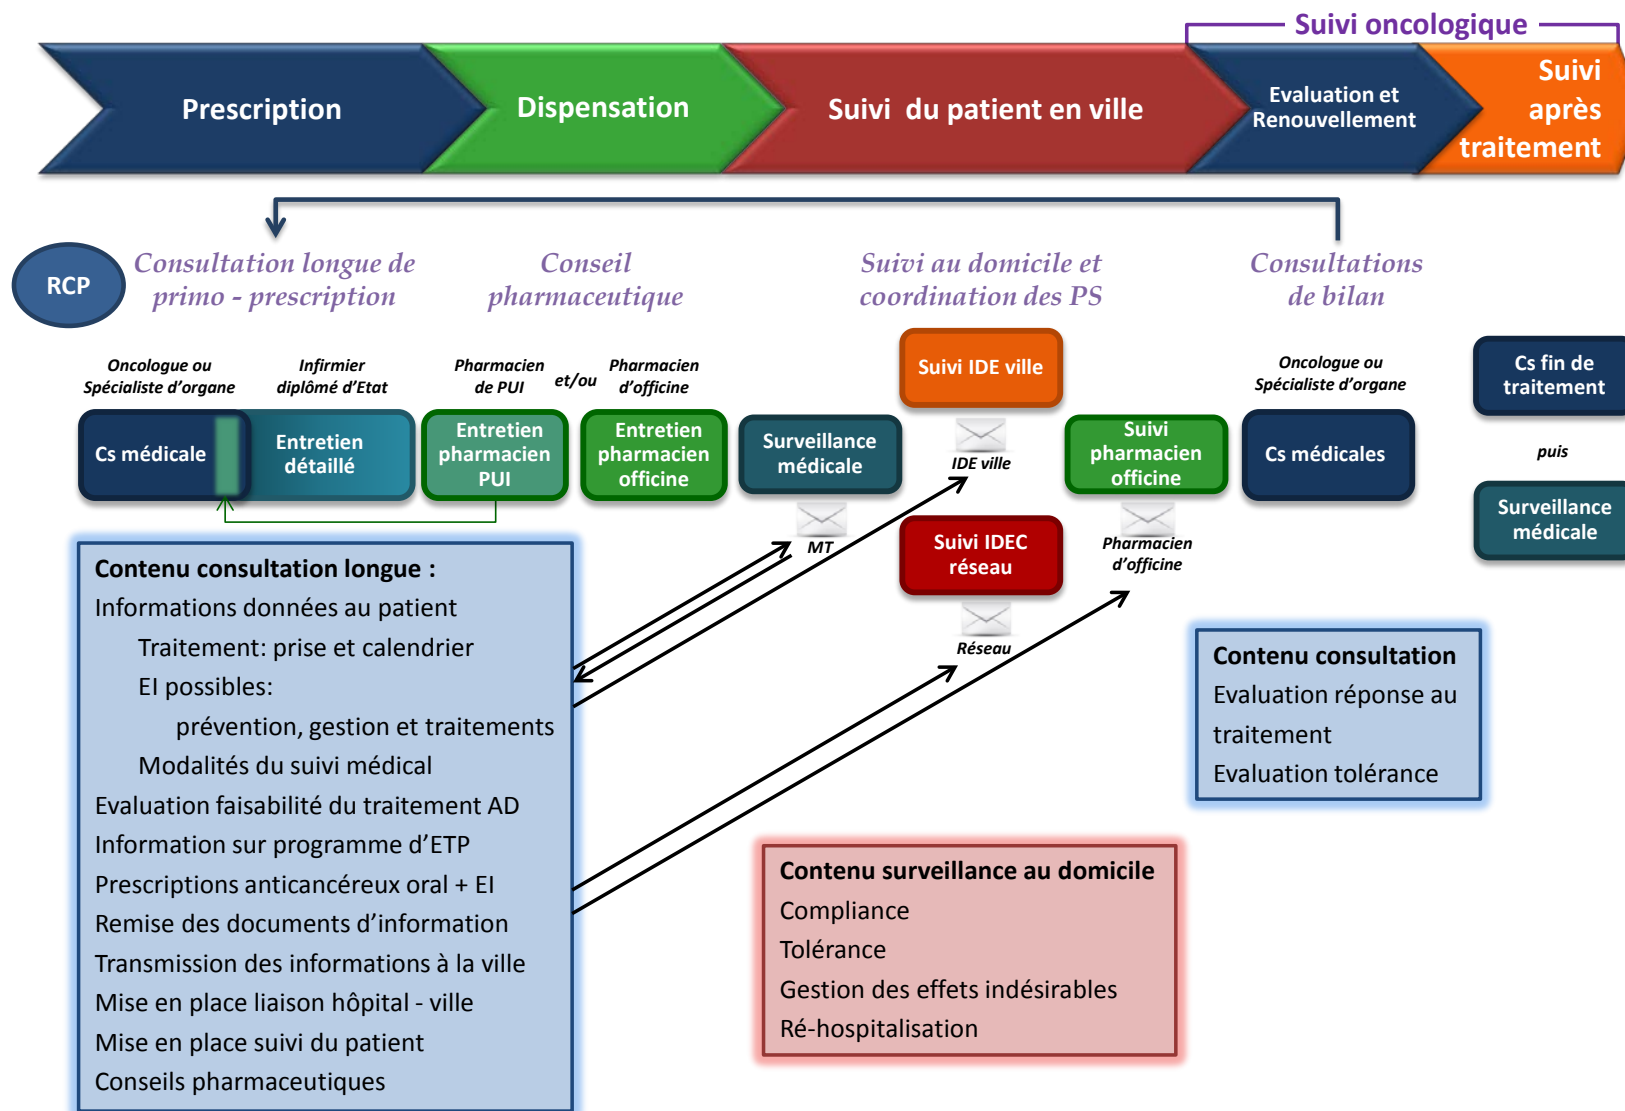 Suivi oncologique
Prescription
Dispensation
Suivi du patient en ville
Evaluation et
Renouvellement
Suivi
après
traitement
RCP
Consultation longue de
primo - prescription
Conseil
pharmaceutique
Suivi au domicile et
coordination des PS
Consultations
de bilan
Oncologue ou
Spécialiste d'organe
Infirmier
diplômé d'Etat
Pharmacien
de PUI
et/ou
Pharmacien
d'officine
Suivi IDE ville
Oncologue ou
Spécialiste d'organe
Cs fin de
traitement
Cs médicale
Entretien
détaillé
Entretien
pharmacien
PUI
Entretien
pharmacien
officine
Surveillance
médicale
IDE ville
Suivi
pharmacien
officine
Cs médicales
puis
MT
Suivi IDEC
réseau
Pharmacien
d'officine
Surveillance
médicale
Réseau
Contenu consultation longue :
Informations données au patient
Traitement: prise et calendrier
EI possibles:
prévention, gestion et traitements
Modalités du suivi médical
Evaluation faisabilité du traitement AD
Information sur programme d'ETP
Prescriptions anticancéreux oral + EI
Remise des documents d'information
Transmission des informations à la ville
Mise en place liaison hôpital - ville
Mise en place suivi du patient
Conseils pharmaceutiques
Contenu surveillance au domicile
Compliance
Tolérance
Gestion des effets indésirables
Ré-hospitalisation
Contenu consultation
Evaluation réponse au
traitement
Evaluation tolérance